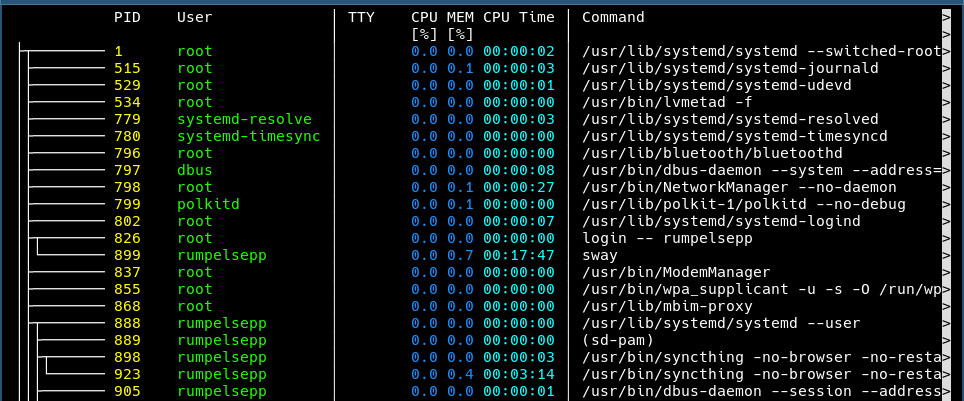 PID User TTY CPU MEM CPU Time Command >
[%] [%] >
1 root 0.0 0.0 00:00:02 /usr/lib/systemd/systemd --switched-root>
515 root 0.0 0.1 00:00:03 /usr/lib/systemd/systemd-journald >
529 root 0.0 0.0 00:00:01 /usr/lib/systemd/systemd-udevd >
534 root 0.0 0.0 00:00:00 /usr/bin/lvmetad -f >
779 systemd-resolve 0.0 0.0 00:00:03 /usr/lib/systemd/systemd-resolved >
780 systemd-timesync 0.0 0.0 00:00:00 /usr/lib/systemd/systemd-timesyncd >
796 root 0.0 0.0 00:00:00 /usr/lib/bluetooth/bluetoothd >
797 dbus 0.0 0.0 00:00:08 /usr/bin/dbus-daemon --system --address=>
798 root 0.0 0.1 00:00:27 /usr/bin/NetworkManager --no-daemon >
799 polkitd 0.0 0.1 00:00:00 /usr/lib/polkit-1/polkitd --no-debug >
802 root 0.0 0.0 00:00:07 /usr/lib/systemd/systemd-logind >
826 root 0.0 0.0 00:00:00 login -- rumpelsepp >
899 rumpelsepp 0.0 0.7 00:17:47 sway >
837 root 0.0 0.0 00:00:00 /usr/bin/ModemManager >
855 root 0.0 0.0 00:00:00 /usr/bin/wpa_supplicant -u -s -O /run/wp>
868 root 0.0 0.0 00:00:00 /usr/lib/mbim-proxy >
888 rumpelsepp 0.0 0.0 00:00:00 /usr/lib/systemd/systemd --user >
889 rumpelsepp 0.0 0.0 00:00:00 (sd-pam) >
898 rumpelsepp 0.0 0.0 00:00:03 /usr/bin/syncthing -no-browser -no-resta>
923 rumpelsepp 0.0 0.4 00:03:14 /usr/bin/syncthing -no-browser -no-resta>
905 rumpelsepp 0.0 0.0 00:00:01 /usr/bin/dbus-daemon --session --address>